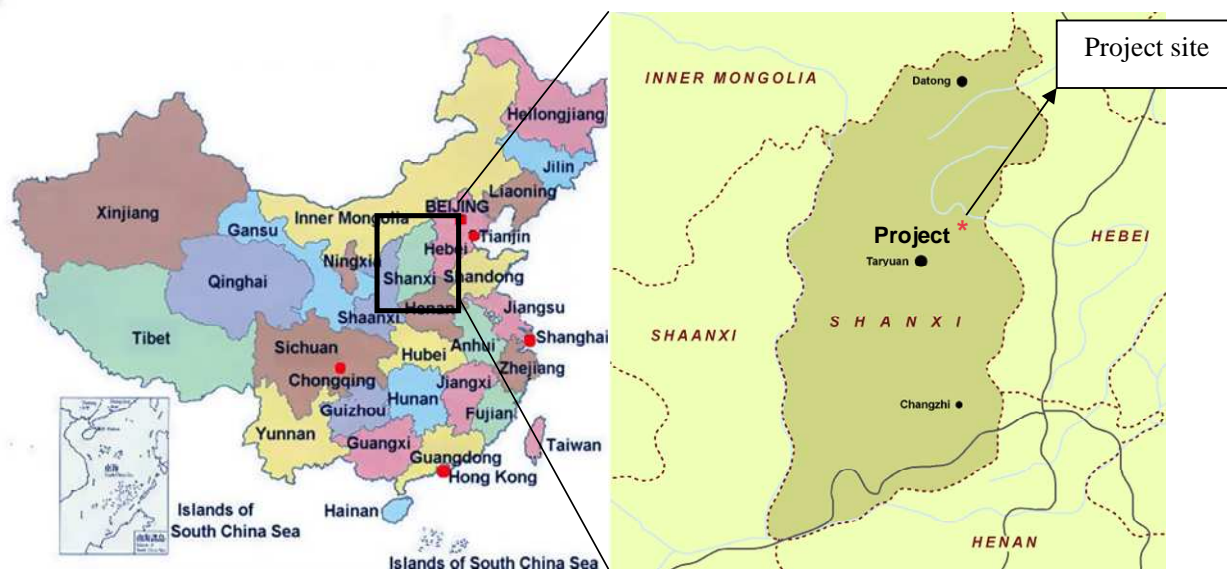 Heilongjiang
Jilin
Liaoning
Xinjiang
Inner Mongolia
BEIJING
Gansu
Tianjin
Hebei
Ningxia
Shanxi
Shandong
Qinghai
Henan
Jiangsu
Shaanxi
Tibet
Shanghai
Anhui
Sichuan
Hubei
Zhejiang
Chongqing
Jiangxi
Hunan
Guizhou
Fujian
Yunnan
Guangxi
Taiwan
Guangdong
Hong Kong
Hainan
Islands of
South China Sea
Islands of South China Sea
Project site
INNER MONGOLIA
Datong
HEBEI
Project
*
Taryuan
SHAANXI
SHANXI
Changzhi
HENAN